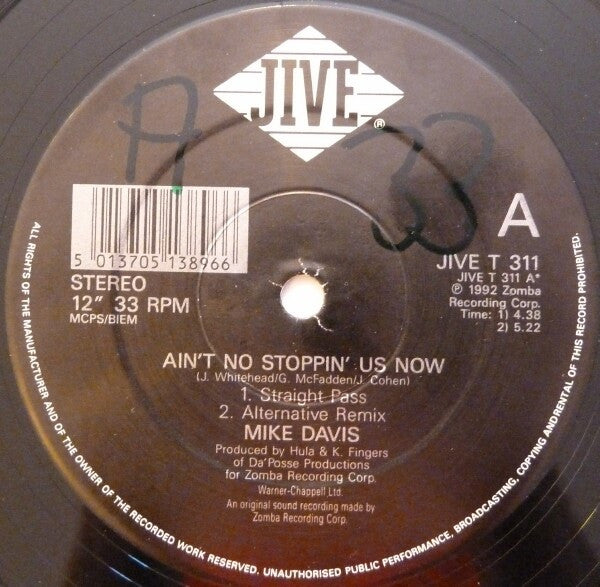 JIVE
®
A 33
A
5 013705 138966
STEREO
12" 33 RPM
MCPS/BIEM
JIVE T 311
JIVE T 311 A*
℗ 1992 Zomba
Recording Corp.
Time: 1) 4.38
2) 5.22
AIN'T NO STOPPIN' US NOW
(J. Whitehead/G. McFadden/J. Cohen)
1. Straight Pass
2. Alternative Remix
MIKE DAVIS
Produced by Hula & K. Fingers
of Da'Posse Productions
for Zomba Recording Corp.
Warner-Chappell Ltd.
An original sound recording made by
Zomba Recording Corp.
ALL RIGHTS OF THE MANUFACTURER AND OF THE OWNER OF THE RECORDED WORK RESERVED. UNAUTHORISED PUBLIC PERFORMANCE, BROADCASTING, COPYING ANDRENTAL OF THIS RECORD PROHIBITED.